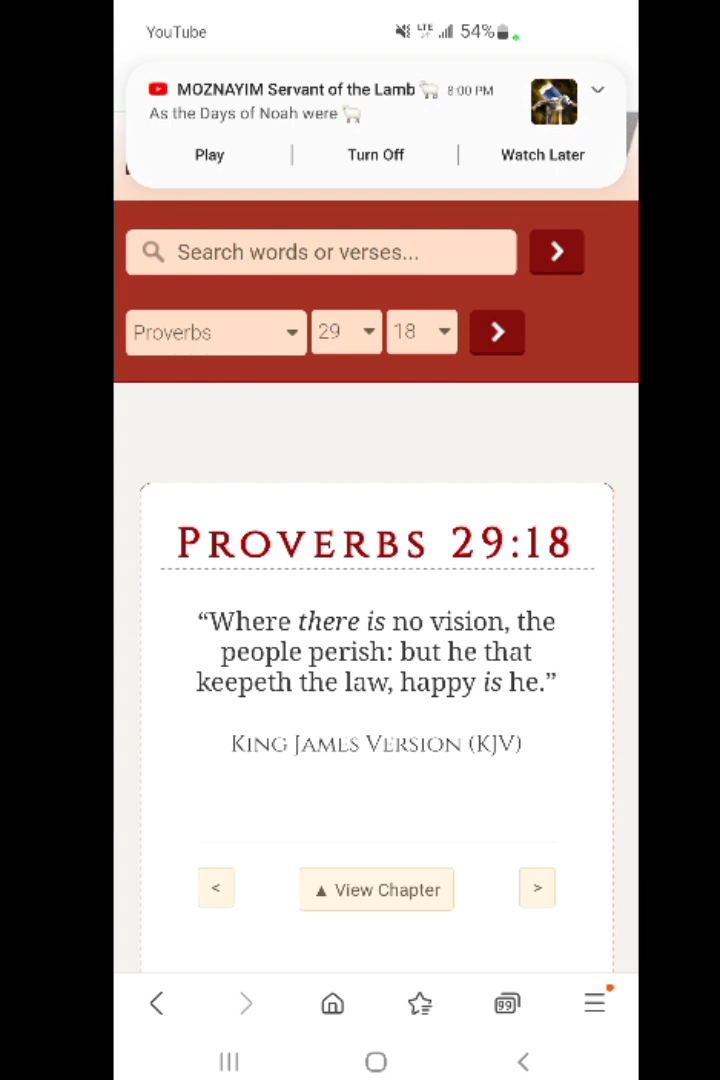 YouTube LTE 54%
MOZNAYIM Servant of the Lamb 🐑 8:00 PM
As the Days of Noah were 🐑
Play | Turn Off | Watch Later
Search words or verses...
Proverbs 29 18
PROVERBS 29:18
“Where there is no vision, the
people perish: but he that
keepeth the law, happy is he.”
KING JAMES VERSION (KJV)
< ▲ View Chapter >
99